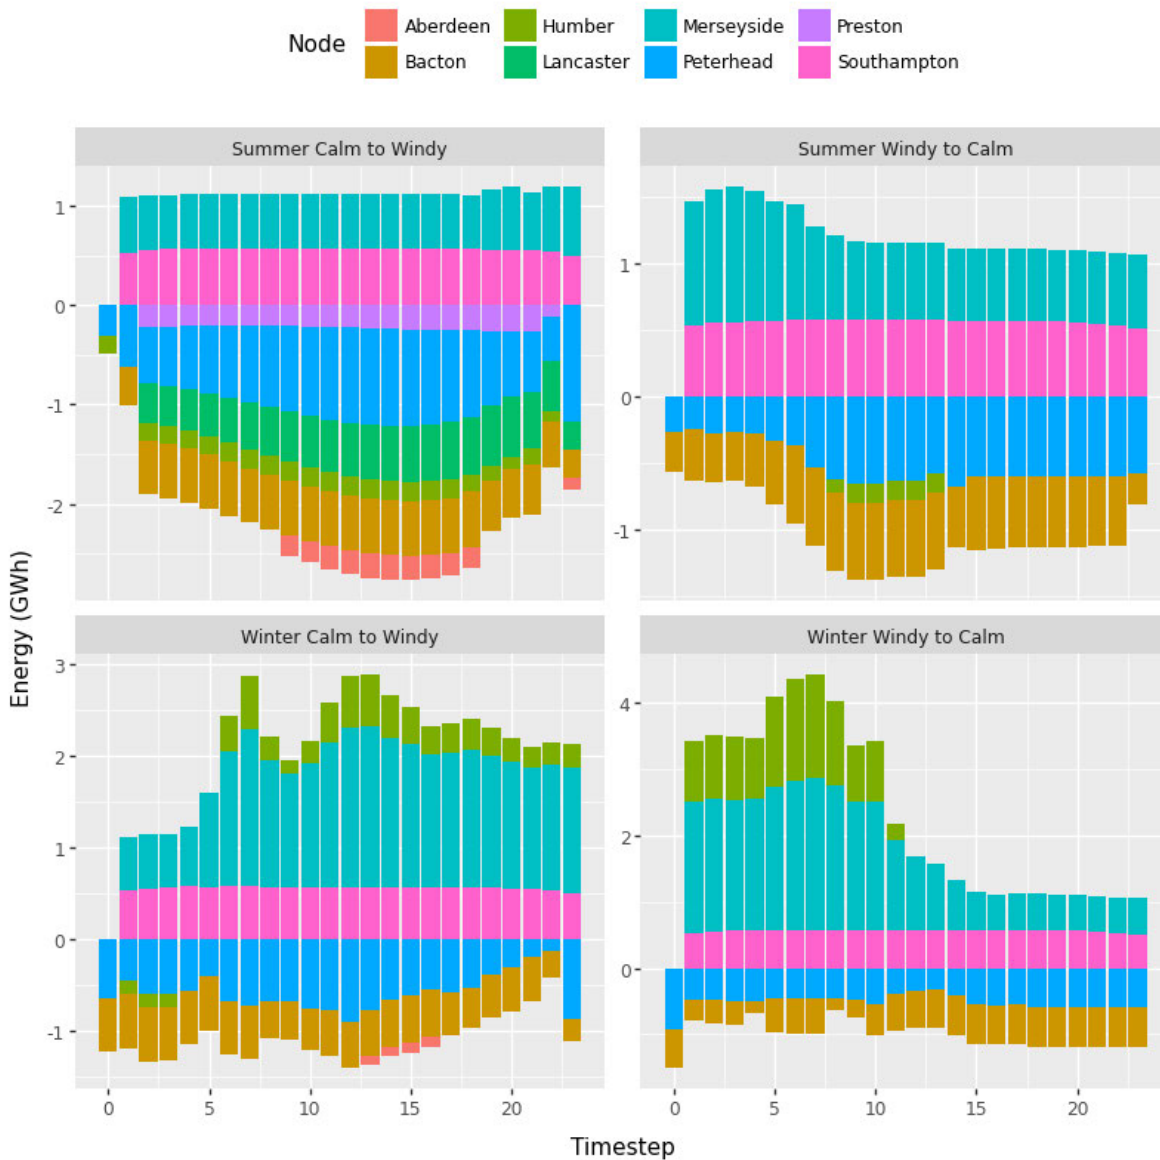 Node
Aberdeen Humber Merseyside Preston
Bacton Lancaster Peterhead Southampton
Summer Calm to Windy
1
0
-1
-2
Summer Windy to Calm
1
0
-1
Energy (GWh)
Winter Calm to Windy
3
2
1
0
-1
0 5 10 15 20
Winter Windy to Calm
4
2
0
0 5 10 15 20
Timestep